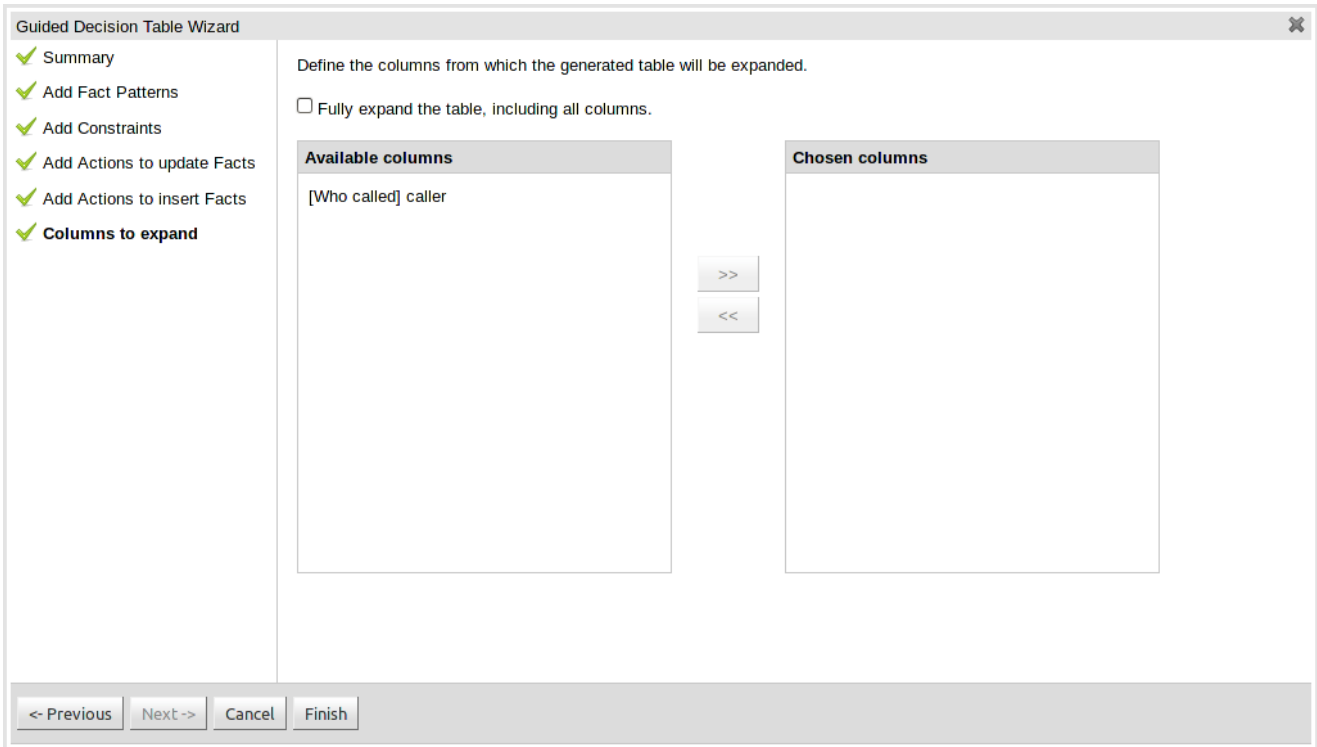 Guided Decision Table Wizard
Summary
Add Fact Patterns
Add Constraints
Add Actions to update Facts
Add Actions to insert Facts
Columns to expand
Define the columns from which the generated table will be expanded.
Fully expand the table, including all columns.
Available columns
[Who called] caller
>>
<<
Chosen columns
<- Previous
Next ->
Cancel
Finish